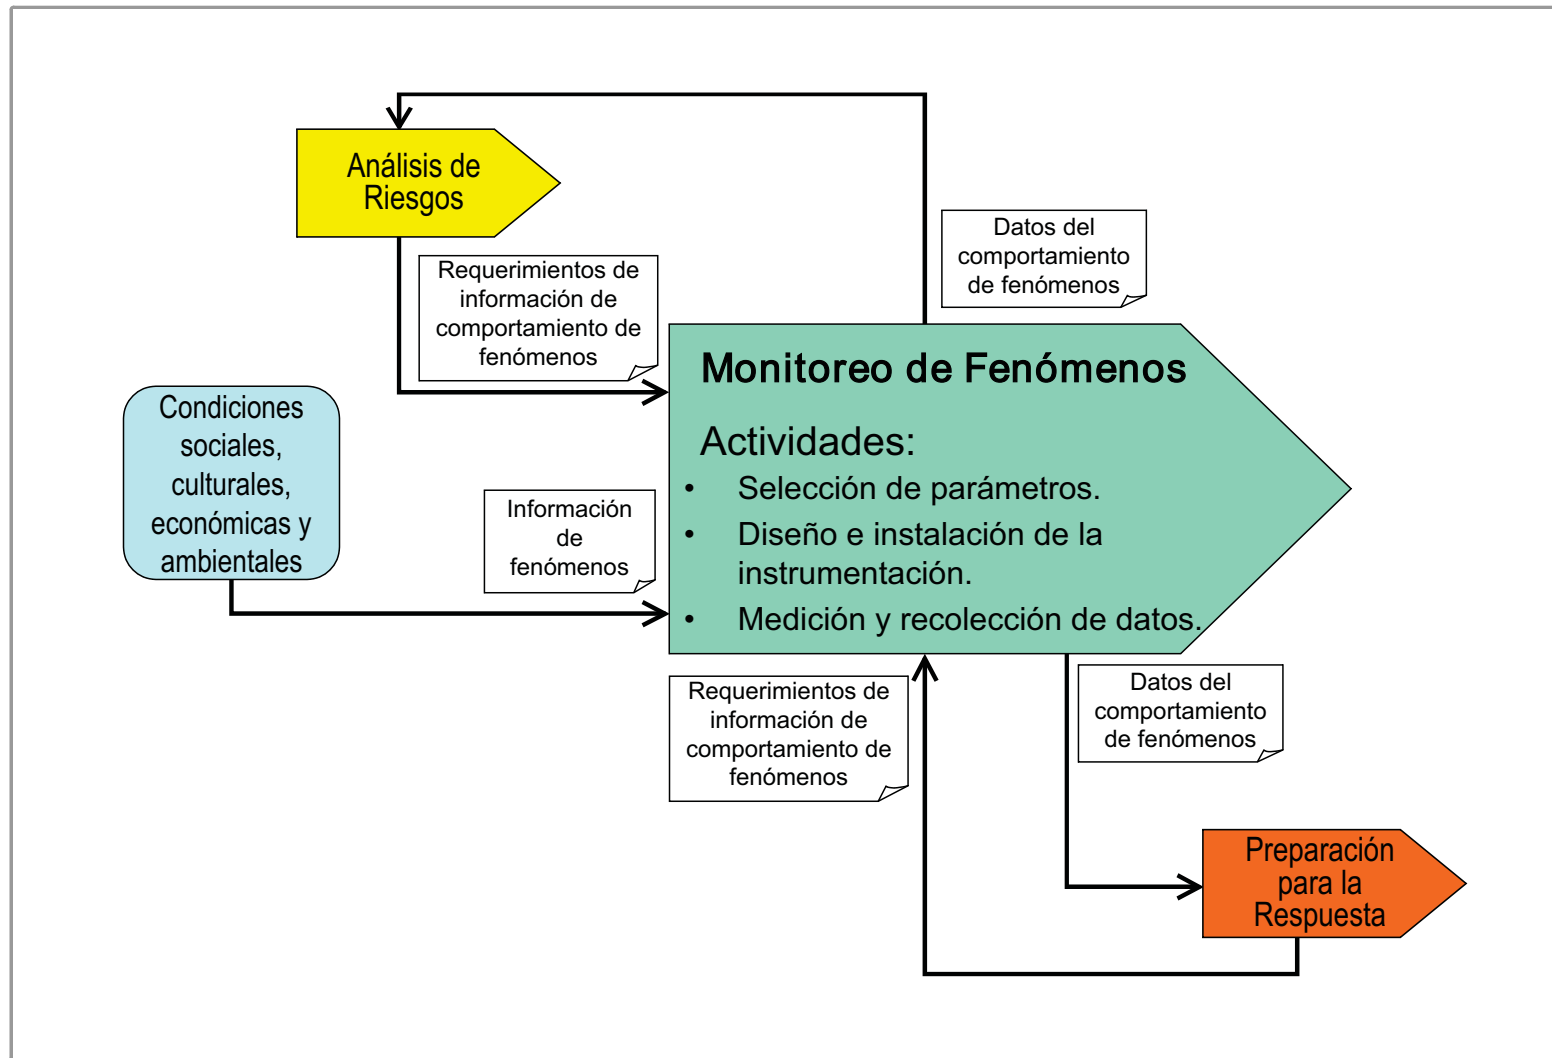 Análisis de
Riesgos
Datos del
comportamiento
de fenómenos
Requerimientos de
información de
comportamiento de
fenómenos
Monitoreo de Fenómenos
Actividades:
• Selección de parámetros.
• Diseño e instalación de la
instrumentación.
• Medición y recolección de datos.
Condiciones
sociales,
culturales,
económicas y
ambientales
Información
de
fenómenos
Requerimientos de
información de
comportamiento de
fenómenos
Datos del
comportamiento
de fenómenos
Preparación
para la
Respuesta